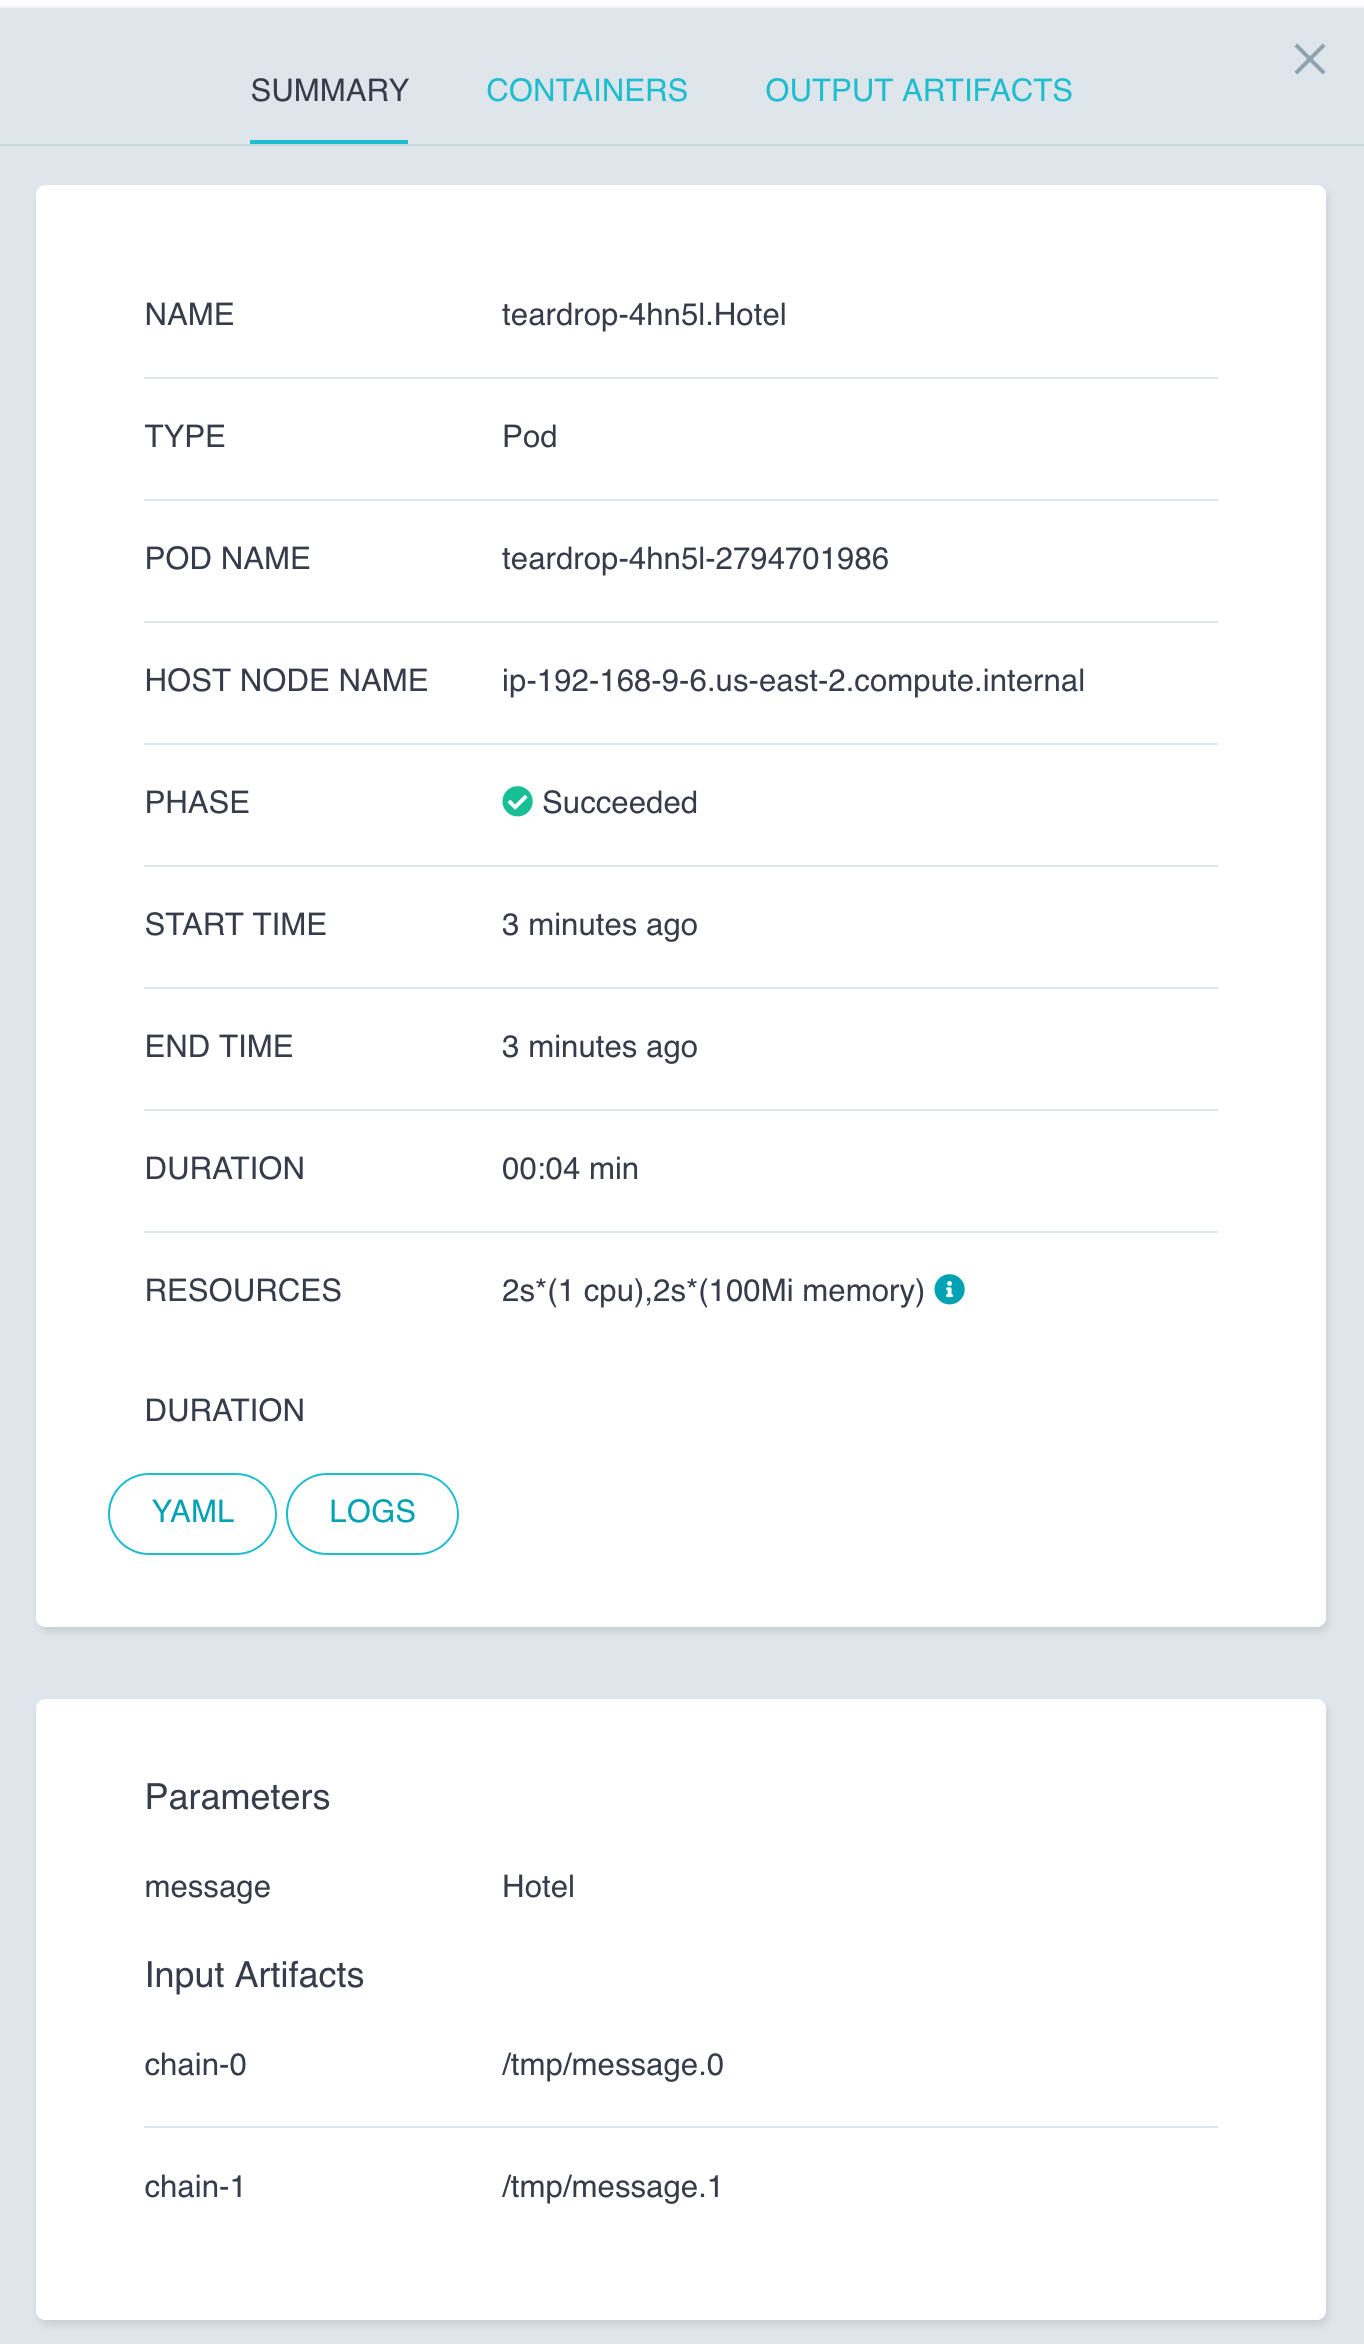 SUMMARY CONTAINERS OUTPUT ARTIFACTS
NAME teardrop-4hn5l.Hotel
TYPE Pod
POD NAME teardrop-4hn5l-2794701986
HOST NODE NAME ip-192-168-9-6.us-east-2.compute.internal
PHASE Succeeded
START TIME 3 minutes ago
END TIME 3 minutes ago
DURATION 00:04 min
RESOURCES 2s*(1 cpu),2s*(100Mi memory)
DURATION
YAML LOGS
Parameters
message Hotel
Input Artifacts
chain-0 /tmp/message.0
chain-1 /tmp/message.1